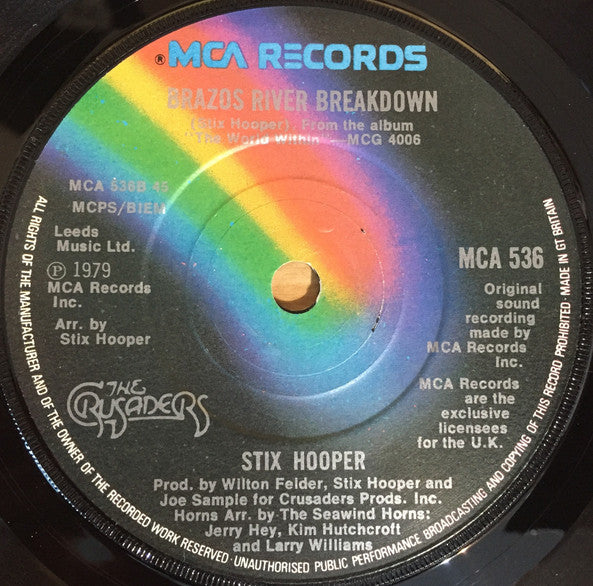 ® MCA RECORDS
BRAZOS RIVER BREAKDOWN
(Stix Hooper). From the album
"The World Within" — MCG 4006
MCA 536B 45
MCPS/BIEM
Leeds
Music Ltd.
Ⓟ 1979
MCA Records
Inc.
Arr. by
Stix Hooper
THE
CRUSADERS
MCA 536
Original
sound
recording
made by
MCA Records
Inc.
MCA Records
are the
exclusive
licensees
for the U.K.
STIX HOOPER
Prod. by Wilton Felder, Stix Hooper and
Joe Sample for Crusaders Prods. Inc.
Horns Arr. by The Seawind Horns:
Jerry Hey, Kim Hutchcroft
and Larry Williams
ALL RIGHTS OF THE MANUFACTURER AND OF THE OWNER OF THE RECORDED WORK RESERVED · UNAUTHORISED PUBLIC PERFORMANCE BROADCASTING AND COPYING OF THIS RECORD PROHIBITED · MADE IN GT BRITAIN